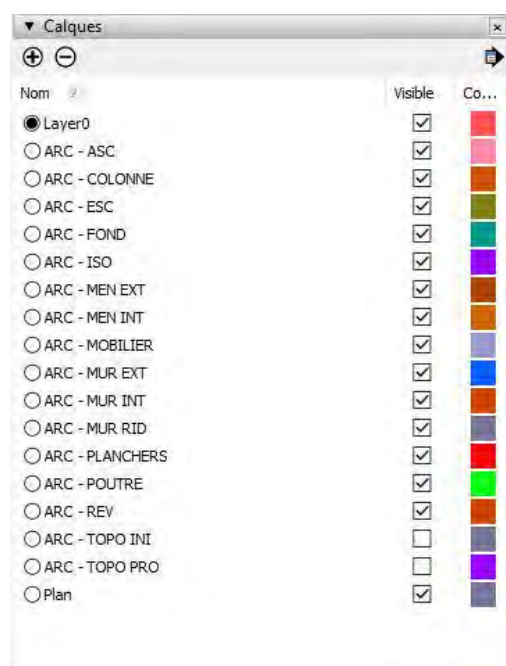 Calques
Nom Visible Co...
Layer0
ARC - ASC
ARC - COLONNE
ARC - ESC
ARC - FOND
ARC - ISO
ARC - MEN EXT
ARC - MEN INT
ARC - MOBILIER
ARC - MUR EXT
ARC - MUR INT
ARC - MUR RID
ARC - PLANCHERS
ARC - POUTRE
ARC - REV
ARC - TOPO INI
ARC - TOPO PRO
Plan